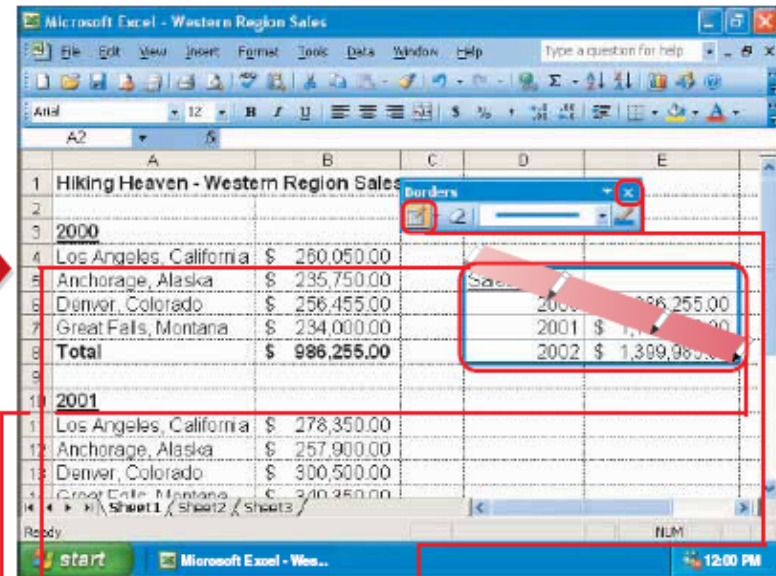 Microsoft Excel - Western Region Sales
File Edit View Insert Format Tools Data Window Help Type a question for help
Arial 12 B I U $ % ,
A2 fx
A B C D E
1 Hiking Heaven - Western Region Sales
Borders
2
3 2000
4 Los Angeles, California $ 260,050.00
5 Anchorage, Alaska $ 235,750.00
6 Denver, Colorado $ 256,455.00
7 Great Falls, Montana $ 234,000.00 2001 $
8 Total $ 986,255.00 2002 $
9
10 2001
11 Los Angeles, California $ 278,350.00
12 Anchorage, Alaska $ 257,900.00
13 Denver, Colorado $ 300,500.00
Great Falls, Montana $
Sheet1 Sheet2 Sheet3
Ready NUM
start Microsoft Excel - Wes... 12:00 PM